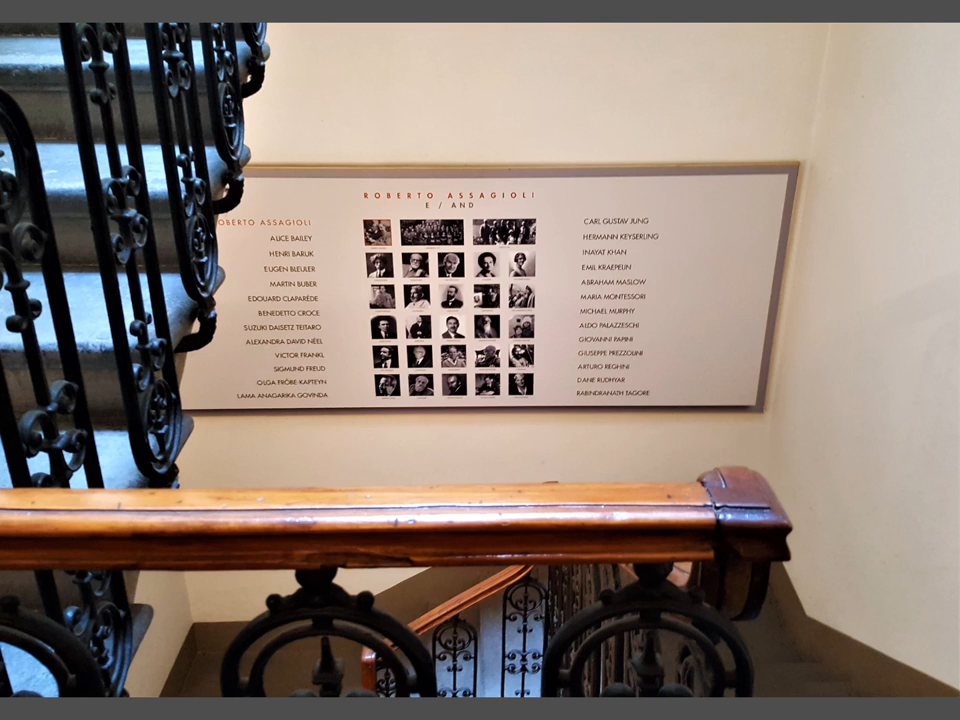 ROBERTO ASSAGIOLI
E / AND
OBERTO ASSAGIOLI
ALICE BAILEY
HENRI BARUK
EUGEN BLEULER
MARTIN BUBER
EDOUARD CLAPARÈDE
BENEDETTO CROCE
SUZUKI DAISETZ TEITARO
ALEXANDRA DAVID NÉEL
VICTOR FRANKL
SIGMUND FREUD
OLGA FRÖBE-KAPTEYN
LAMA ANAGARIKA GOVINDA
CARL GUSTAV JUNG
HERMANN KEYSERLING
INAYAT KHAN
EMIL KRAEPELIN
ABRAHAM MASLOW
MARIA MONTESSORI
MICHAEL MURPHY
ALDO PALAZZESCHI
GIOVANNI PAPINI
GIUSEPPE PREZZOLINI
ARTURO REGHINI
DANE RUDHYAR
RABINDRANATH TAGORE